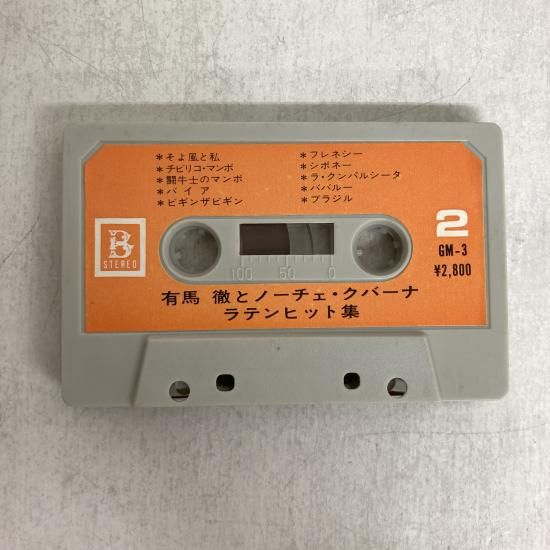 *そよ風と私
*チビリコ・マンボ
*闘牛士のマンボ
*バイア
*ビギンザビギン
*フレネシー
*シボネー
*ラ・クンパルシータ
*ババルー
*ブラジル
B
STEREO
2
GM-3
¥2,800
100 50 0
有馬 徹とノーチェ・クバーナ
ラテンヒット集